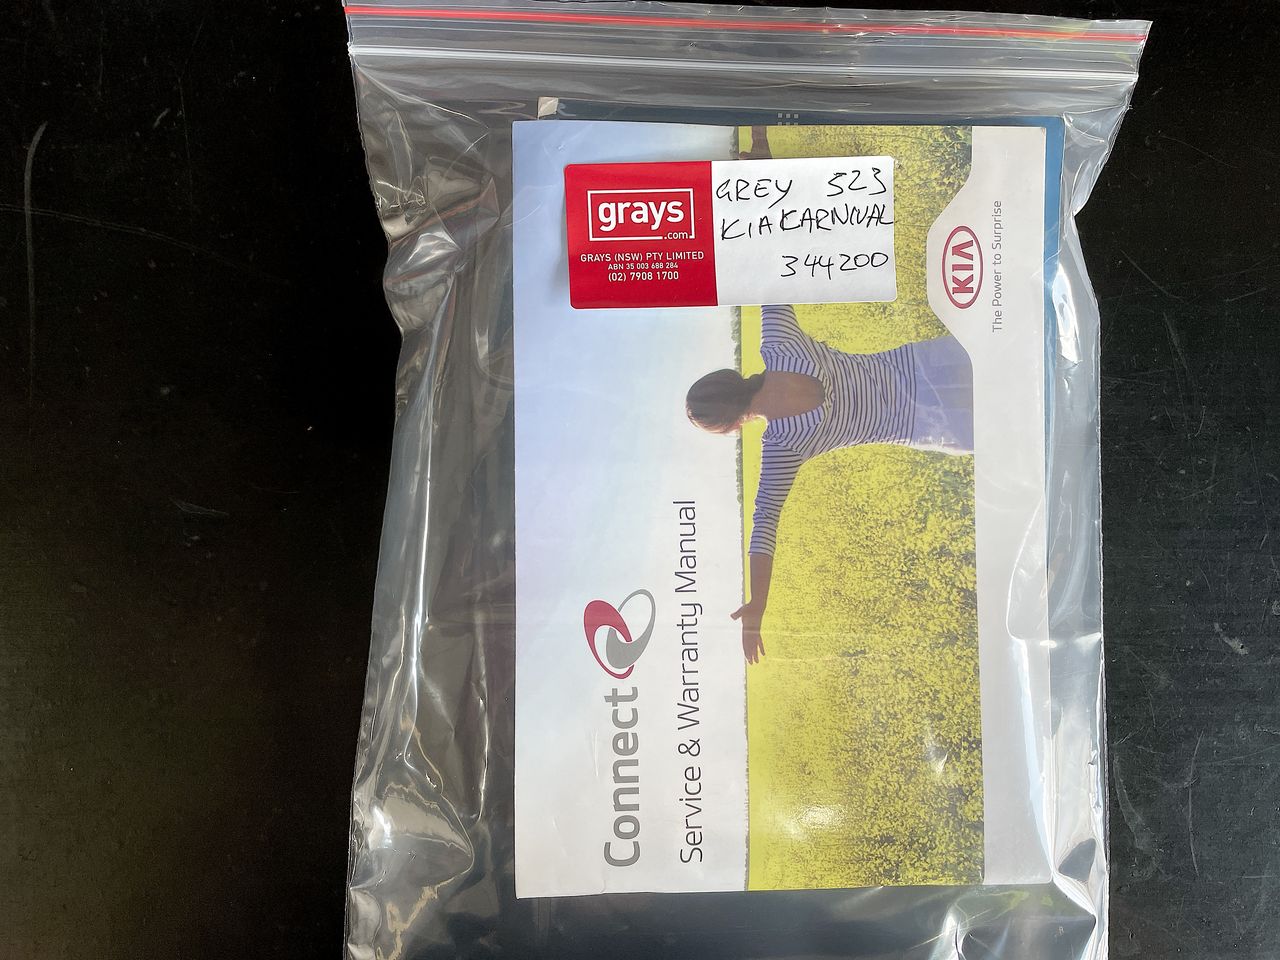 grays
.com
GRAYS (NSW) PTY LIMITED
ABN 35 003 688 284
(02) 7908 1700
GREY 523
KIA KARNIVAL
344200
KIA
The Power to Surprise
Connect
Service & Warranty Manual